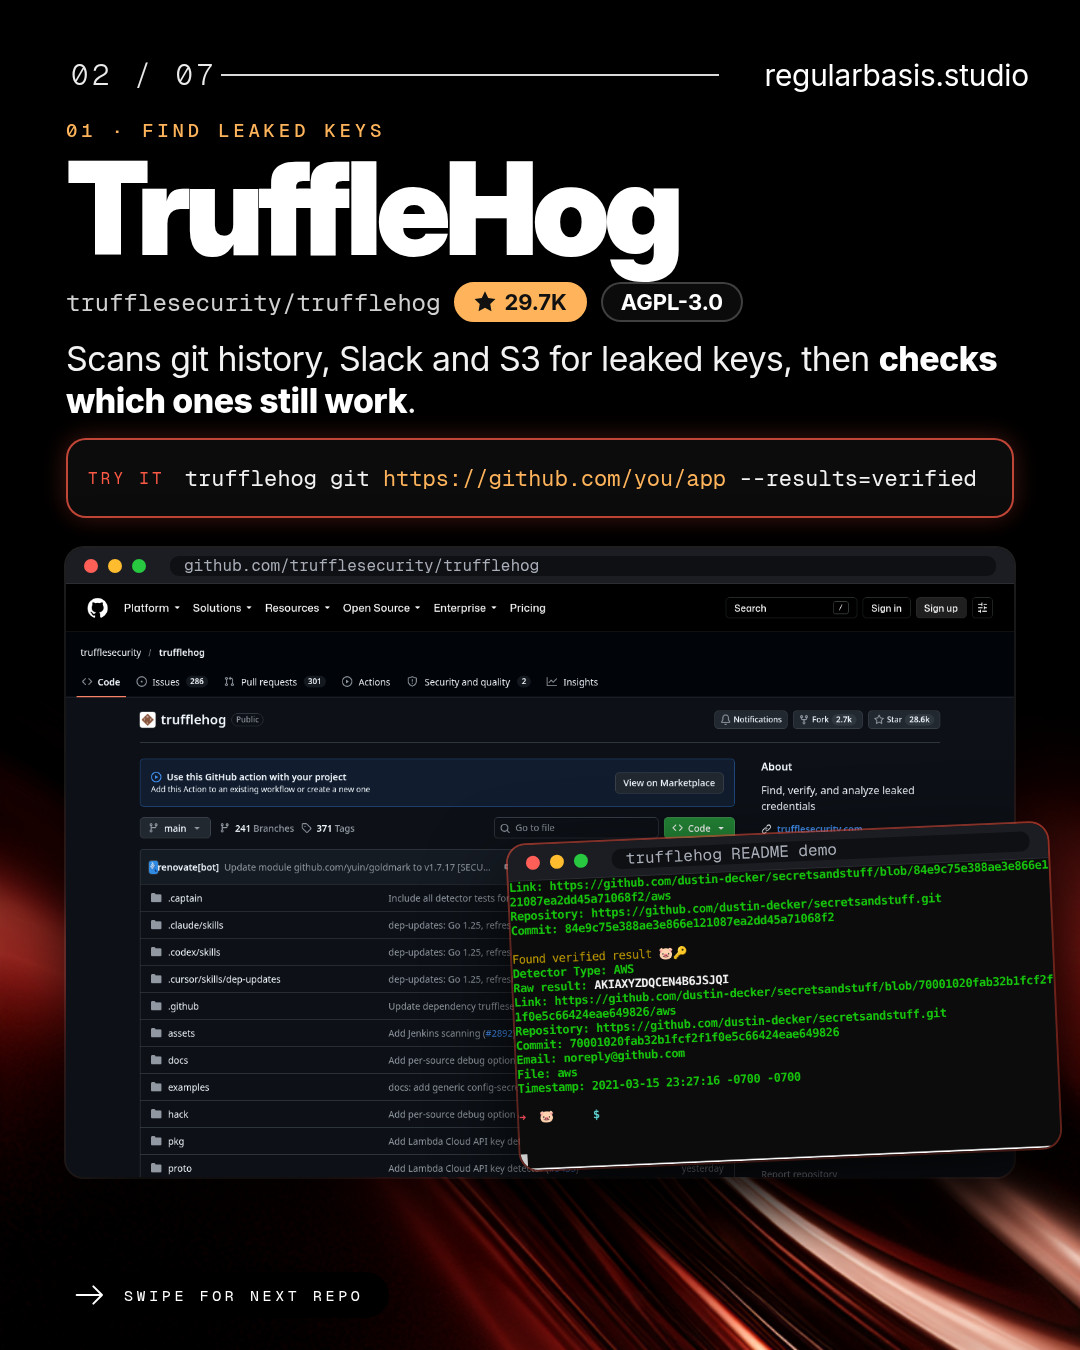 02 / 07
regularbasis.studio
01 · FIND LEAKED KEYS
TruffleHog
trufflesecurity/trufflehog ★ 29.7K AGPL-3.0
Scans git history, Slack and S3 for leaked keys, then checks
which ones still work.
TRY IT trufflehog git https://github.com/you/app --results=verified
github.com/trufflesecurity/trufflehog
Platform Solutions Resources Open Source Enterprise Pricing Search / Sign in Sign up
trufflesecurity / trufflehog
Code Issues 286 Pull requests 301 Actions Security and quality 2 Insights
trufflehog Public Notifications Fork 2.7k Star 28.6k
Use this GitHub action with your project
Add this Action to an existing workflow or create a new one
View on Marketplace
About
Find, verify, and analyze leaked
credentials
trufflesecurity.com
main 241 Branches 371 Tags Go to file Code
renovate[bot] Update module github.com/yuin/goldmark to v1.7.17 [SECU...
.captain Include all detector tests
.claude/skills dep-updates: Go 1.25,
.codex/skills dep-updates: Go 1.25,
.cursor/skills/dep-updates dep-updates: Go 1.25,
.github Update dependency
assets Add Jenkins scanning (#2892
docs Add per-source debug
examples docs: add generic
hack Add per-source debug
pkg Add Lambda Cloud API key
proto Add Lambda Cloud API key yesterday
Report repository
trufflehog README demo
Link: https://github.com/dustin-decker/secretsandstuff/blob/84e9c75e388ae3e866e1
21087ea2dd45a71068f2/aws
Repository: https://github.com/dustin-decker/secretsandstuff.git
Commit: 84e9c75e388ae3e866e121087ea2dd45a71068f2
Found verified result 🐷🔑
Detector Type: AWS
Raw result: AKIAXYZDQCEN4B6JSJQI
Link: https://github.com/dustin-decker/secretsandstuff/blob/70001020fab32b1fcf2f
1f0e5c66424eae649826/aws
Repository: https://github.com/dustin-decker/secretsandstuff.git
Commit: 70001020fab32b1fcf2f1f0e5c66424eae649826
Email: noreply@github.com
File: aws
Timestamp: 2021-03-15 23:27:16 -0700 -0700
→ 🐷 $
→ SWIPE FOR NEXT REPO